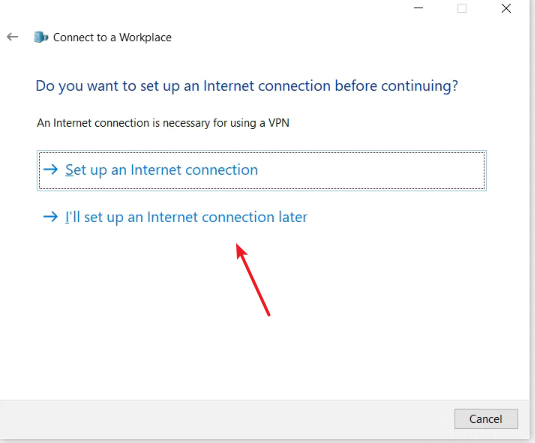 Connect to a Workplace
Do you want to set up an Internet connection before continuing?
An Internet connection is necessary for using a VPN
Set up an Internet connection
I'll set up an Internet connection later
Cancel